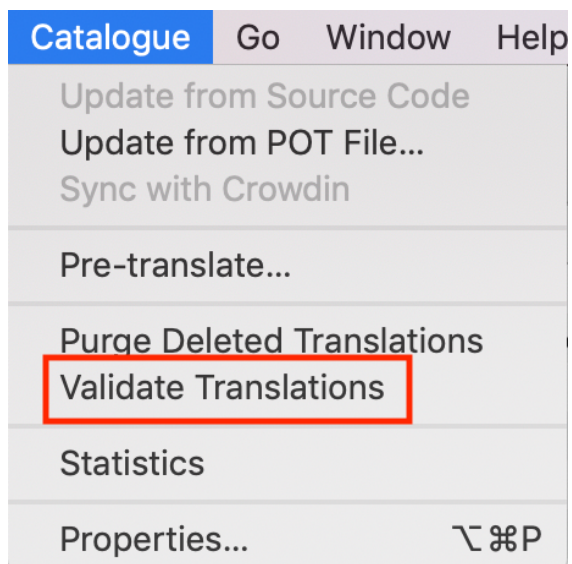 Catalogue Go Window Help
Update from Source Code
Update from POT File...
Sync with Crowdin
Pre-translate...
Purge Deleted Translations
Validate Translations
Statistics
Properties... ⌥⌘P